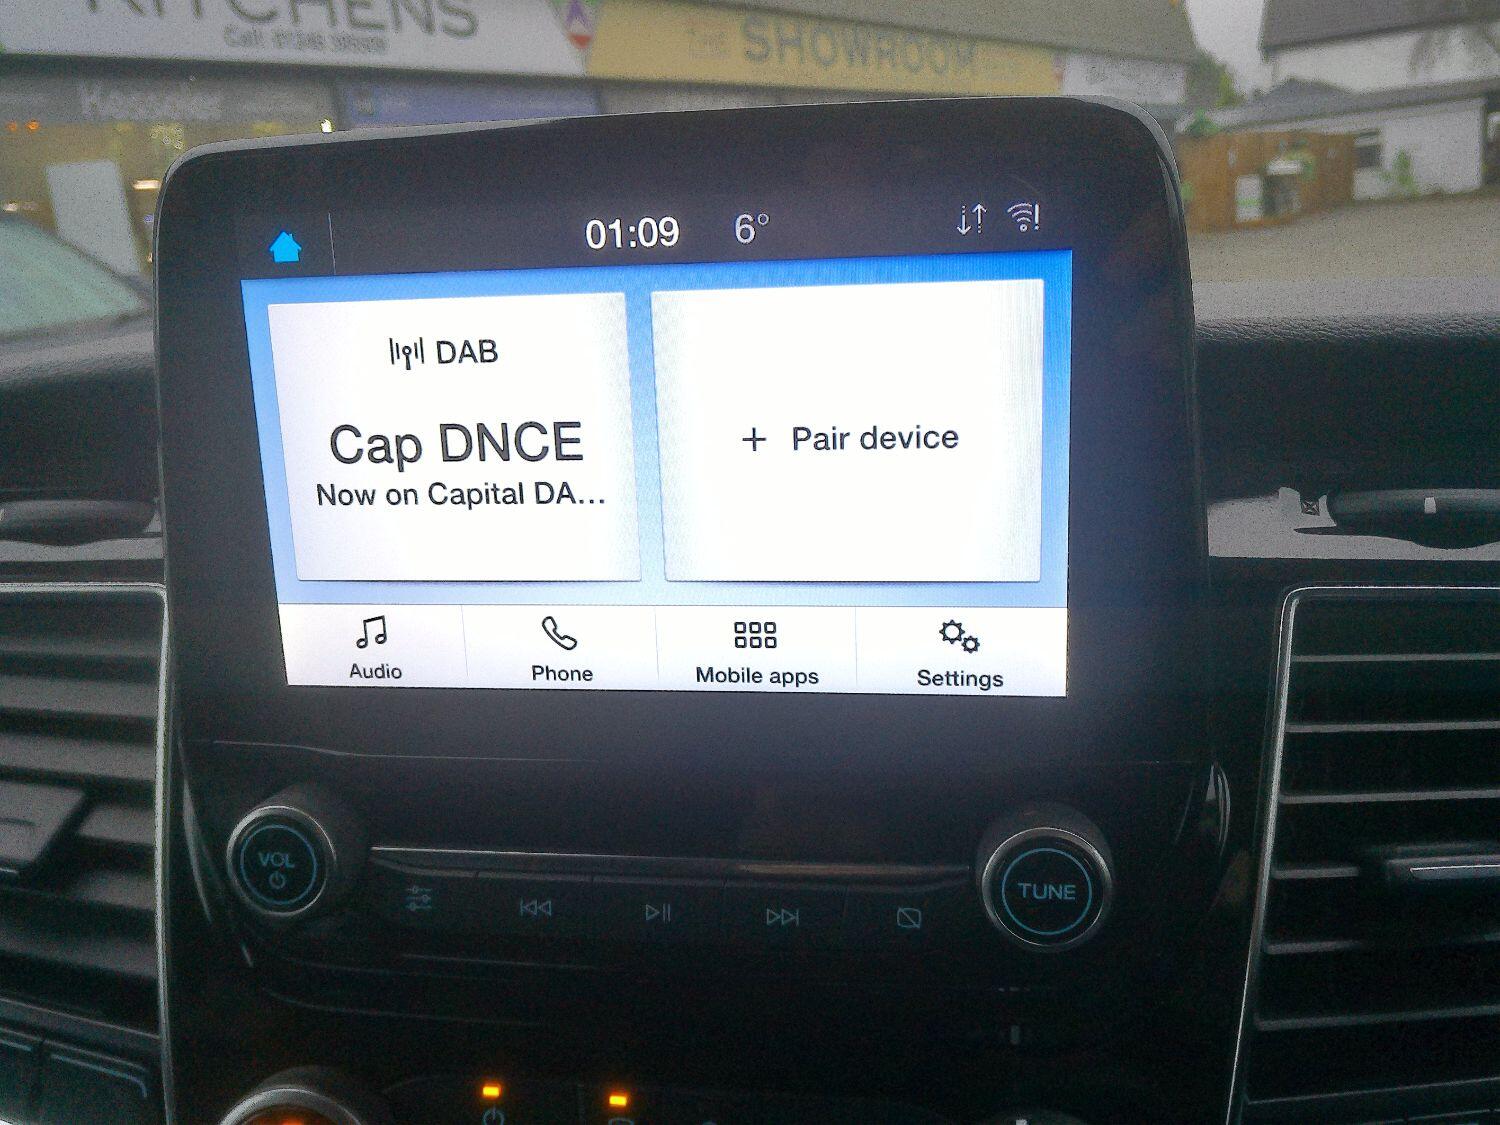 KITCHENS
Call:
SHOWROOM
01:09 6°
DAB
Cap DNCE
Now on Capital DA...
+ Pair device
Audio Phone Mobile apps Settings
VOL
TUNE